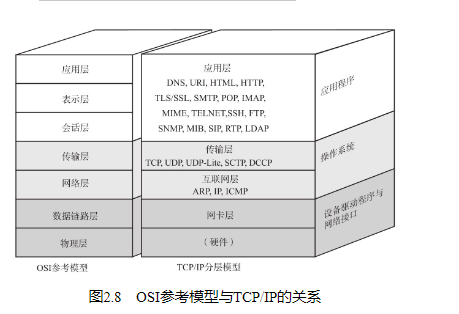 应用层
表示层
会话层
传输层
网络层
数据链路层
物理层
OSI参考模型
应用层
DNS, URI, HTML, HTTP,
TLS/SSL, SMTP, POP, IMAP,
MIME, TELNET,SSH, FTP,
SNMP, MIB, SIP, RTP, LDAP
传输层
TCP, UDP, UDP-Lite, SCTP, DCCP
互联网层
ARP, IP, ICMP
网卡层
（硬件）
TCP/IP分层模型
应用程序
操作系统
设备驱动程序与
网络接口
图2.8 OSI参考模型与TCP/IP的关系